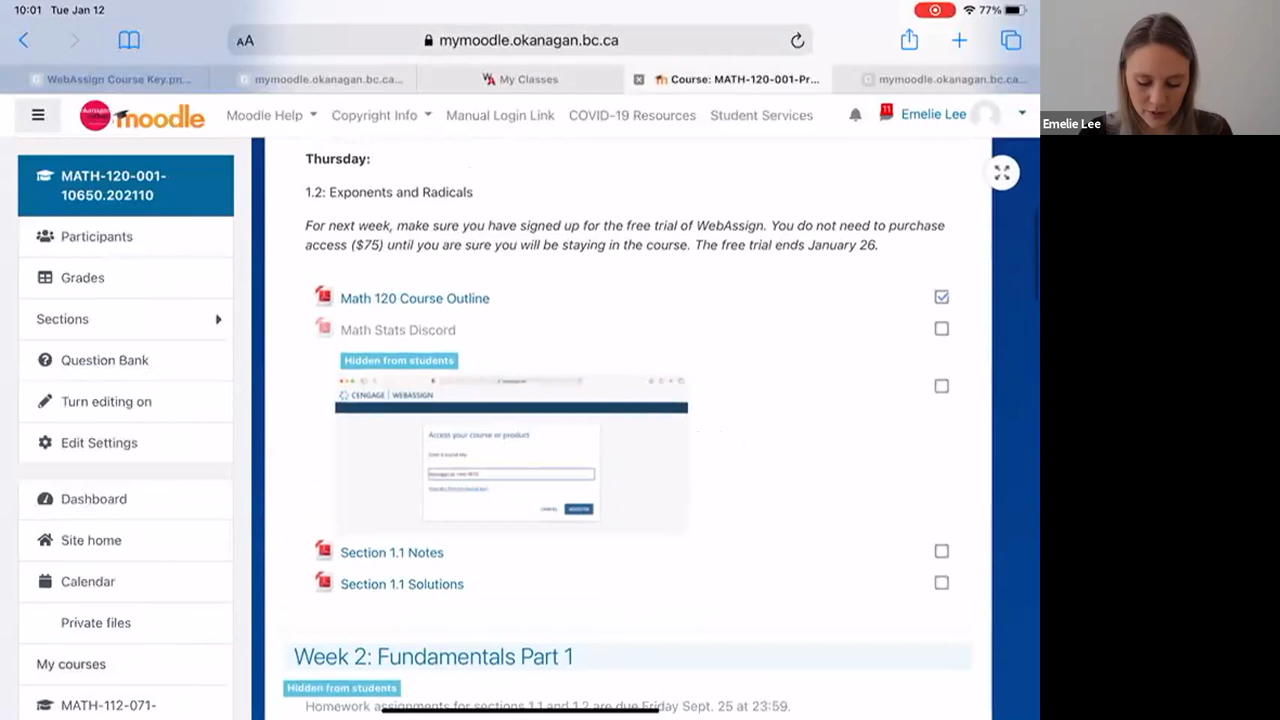 10:01 Tue Jan 12
77%
AA
mymoodle.okanagan.bc.ca
WebAssign Course Key.pn...
mymoodle.okanagan.bc.ca...
My Classes
Course: MATH-120-001-Pr...
mymoodle.okanagan.bc.ca...
okanagan
moodle
Moodle Help
Copyright Info
Manual Login Link
COVID-19 Resources
Student Services
11
Emelie Lee
Emelie Lee
MATH-120-001-
10650.202110
Participants
Grades
Sections
Question Bank
Turn editing on
Edit Settings
Dashboard
Site home
Calendar
Private files
My courses
MATH-112-071-
Thursday:
1.2: Exponents and Radicals
For next week, make sure you have signed up for the free trial of WebAssign. You do not need to purchase
access ($75) until you are sure you will be staying in the course. The free trial ends January 26.
Math 120 Course Outline
Math Stats Discord
Hidden from students
CENGAGE | WEBASSIGN
Access your course or product
CANCEL
REGISTER
Section 1.1 Notes
Section 1.1 Solutions
Week 2: Fundamentals Part 1
Hidden from students
Homework assignments for sections 1.1 and 1.2 are due Friday Sept. 25 at 23:59.